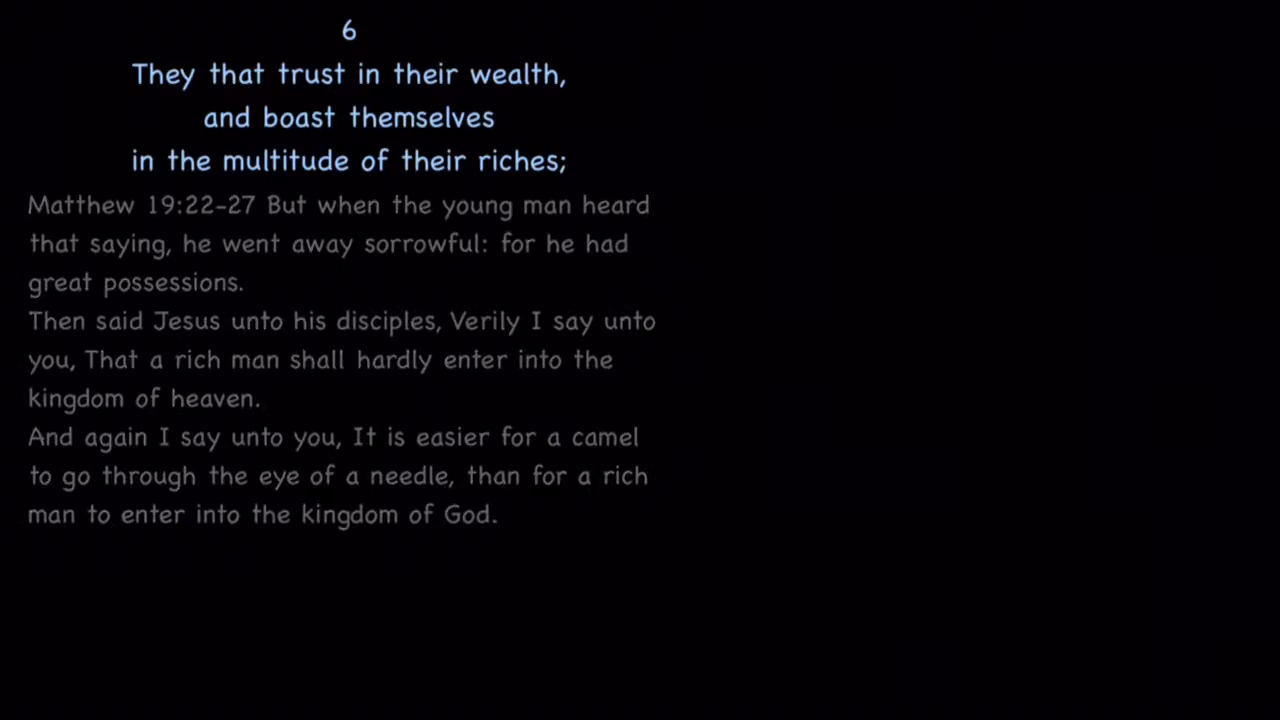 6
They that trust in their wealth,
and boast themselves
in the multitude of their riches;
Matthew 19:22-27 But when the young man heard
that saying, he went away sorrowful: for he had
great possessions.
Then said Jesus unto his disciples, Verily I say unto
you, That a rich man shall hardly enter into the
kingdom of heaven.
And again I say unto you, It is easier for a camel
to go through the eye of a needle, than for a rich
man to enter into the kingdom of God.